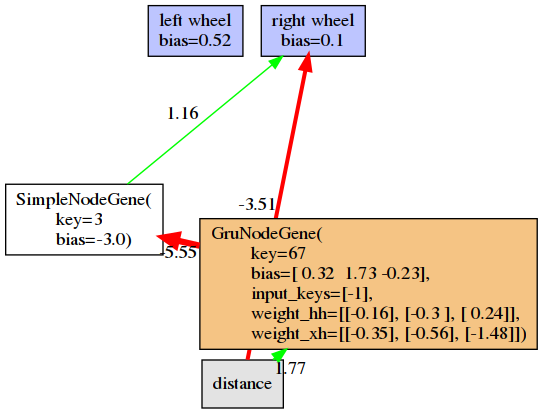 left wheel
bias=0.52
right wheel
bias=0.1
1.16
SimpleNodeGene(
key=3
bias=-3.0)
-3.51
-5.55
GruNodeGene(
key=67
bias=[ 0.32  1.73 -0.23],
input_keys=[-1],
weight_hh=[[-0.16], [-0.3 ], [ 0.24]],
weight_xh=[[-0.35], [-0.56], [-1.48]])
1.77
distance